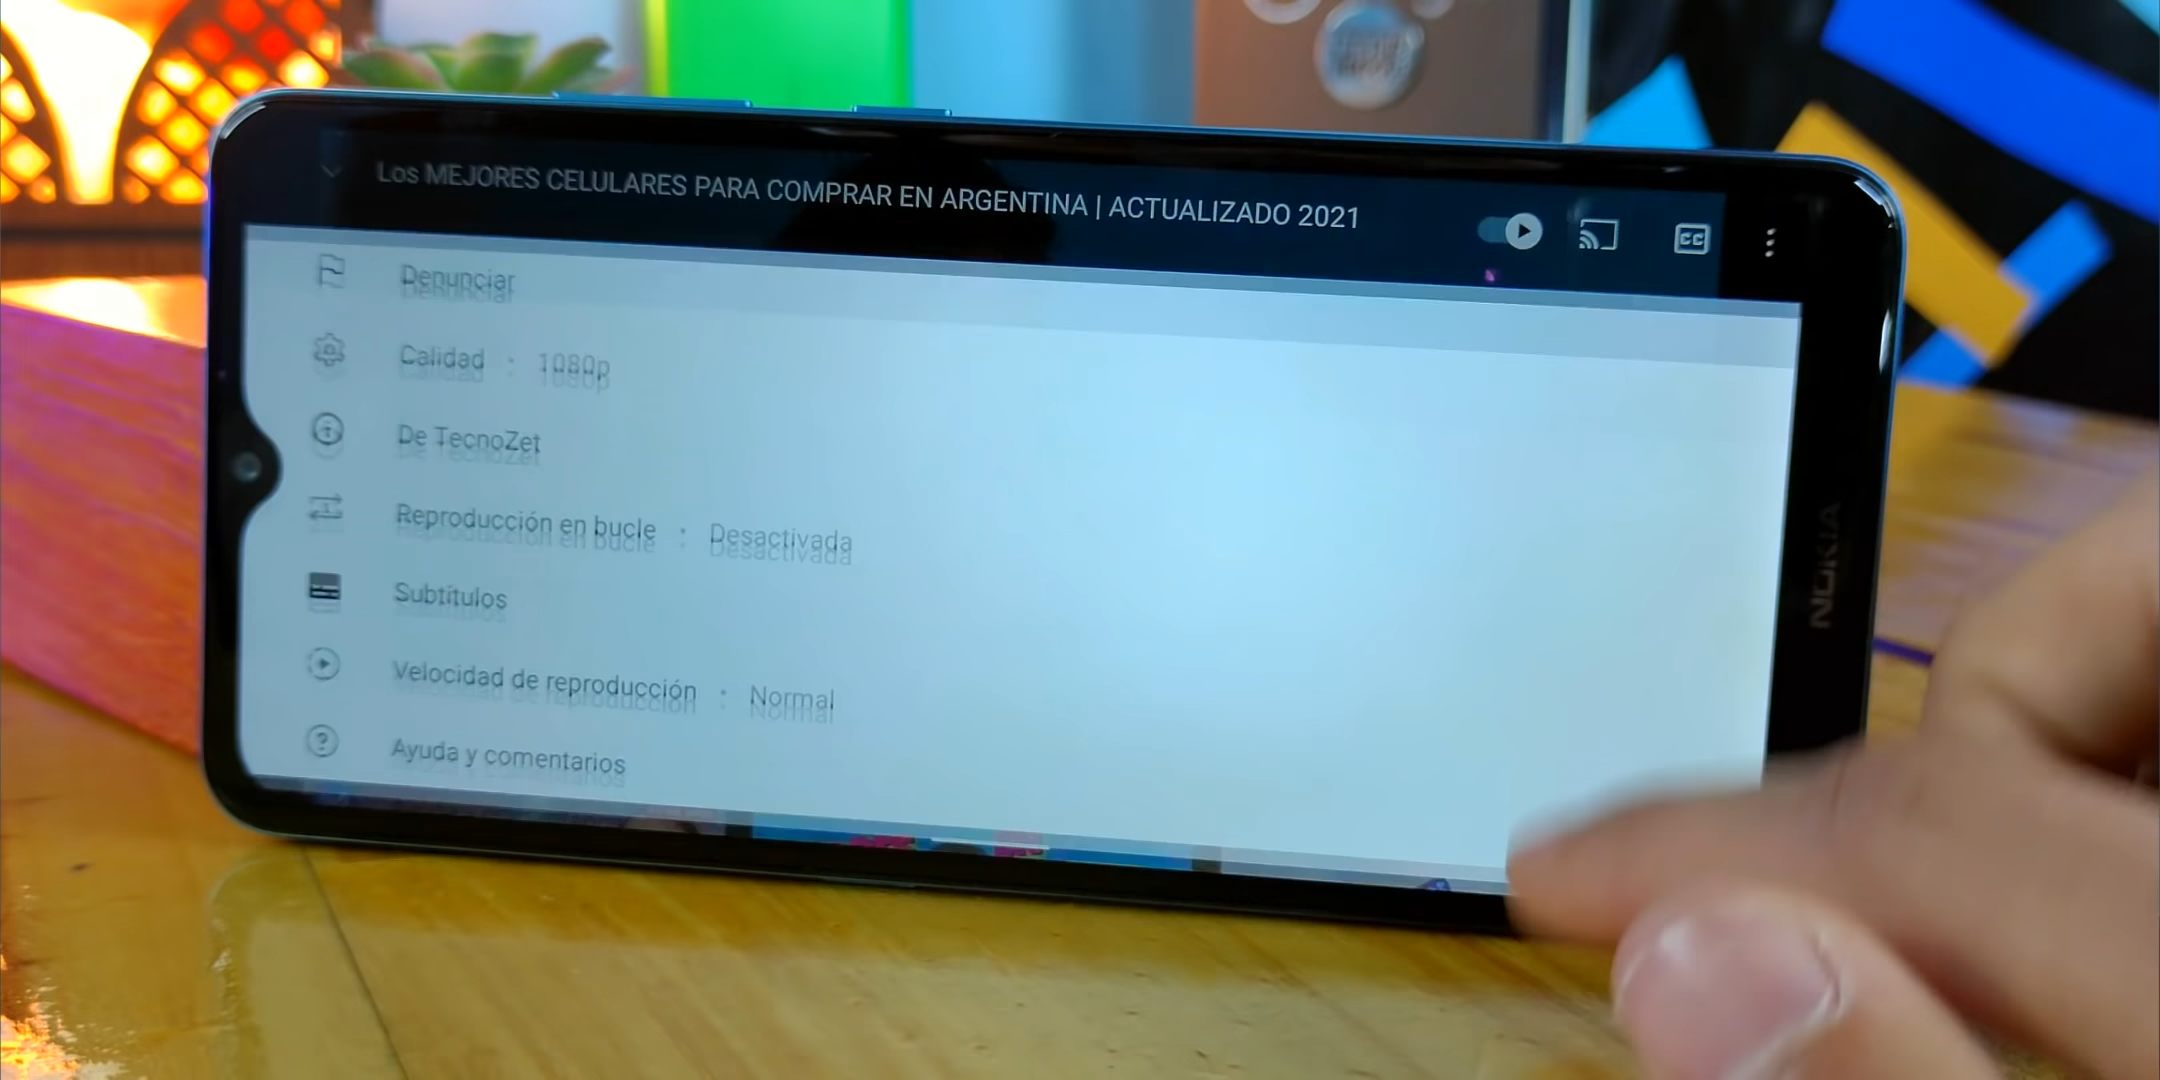 Los MEJORES CELULARES PARA COMPRAR EN ARGENTINA | ACTUALIZADO 2021
CC
Denunciar
Calidad : 1080p
De TecnoZet
Reproducción en bucle : Desactivada
Subtítulos
Velocidad de reproducción : Normal
Ayuda y comentarios
NOKIA